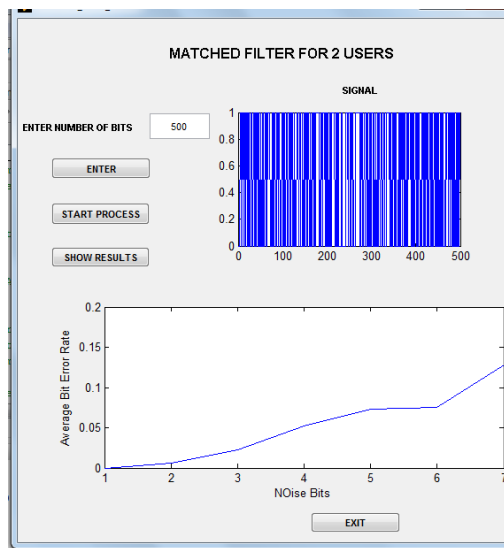 MATCHED FILTER FOR 2 USERS
SIGNAL
ENTER NUMBER OF BITS
500
ENTER
START PROCESS
SHOW RESULTS
1
0.8
0.6
0.4
0.2
0
0 100 200 300 400 500
0.2
0.15
0.1
0.05
0
Average Bit Error Rate
1 2 3 4 5 6 7
NOise Bits
EXIT